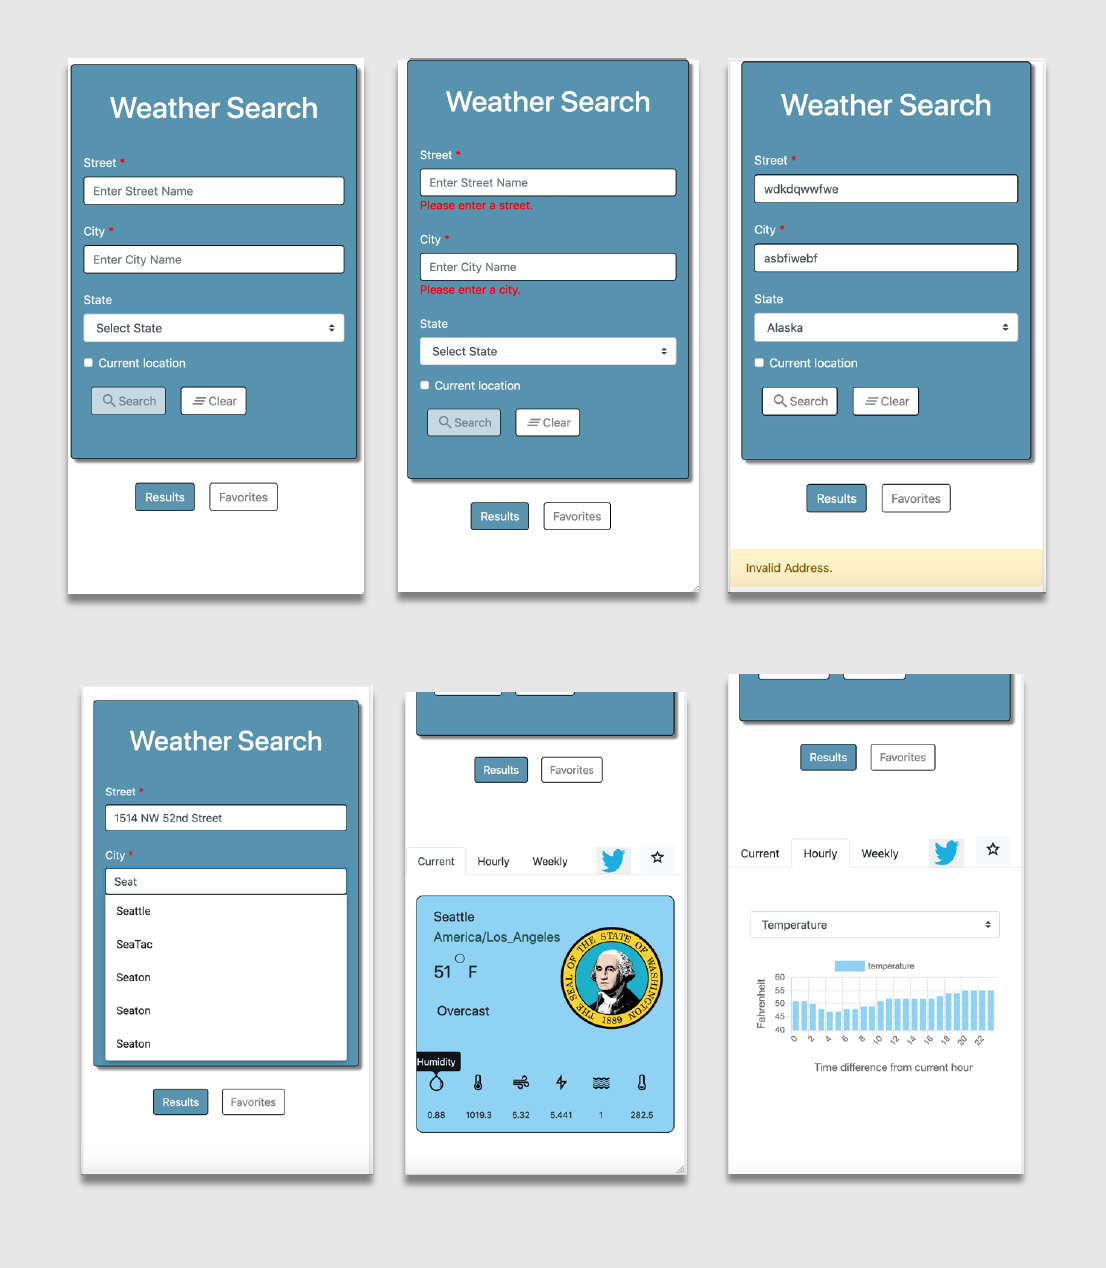 Weather Search
Street *
Enter Street Name
City *
Enter City Name
State
Select State
Current location
Search Clear
Results Favorites
Weather Search
Street *
Enter Street Name
Please enter a street.
City *
Enter City Name
Please enter a city.
State
Select State
Current location
Search Clear
Results Favorites
Weather Search
Street *
wdkdqwwfwe
City *
asbfiwebf
State
Alaska
Current location
Search Clear
Results Favorites
Invalid Address.
Weather Search
Street *
1514 NW 52nd Street
City *
Seat
Seattle
SeaTac
Seaton
Seaton
Seaton
Results Favorites
Results Favorites
Current Hourly Weekly
Seattle
America/Los_Angeles
51° F
Overcast
THE SEAL OF THE STATE OF WASHINGTON
1889
Humidity
0.88 1019.3 5.32 5.441 1 282.5
Results Favorites
Current Hourly Weekly
Temperature
temperature
Fahrenheit
60
55
50
45
40
0 2 4 6 8 10 12 14 16 18 20 22
Time difference from current hour